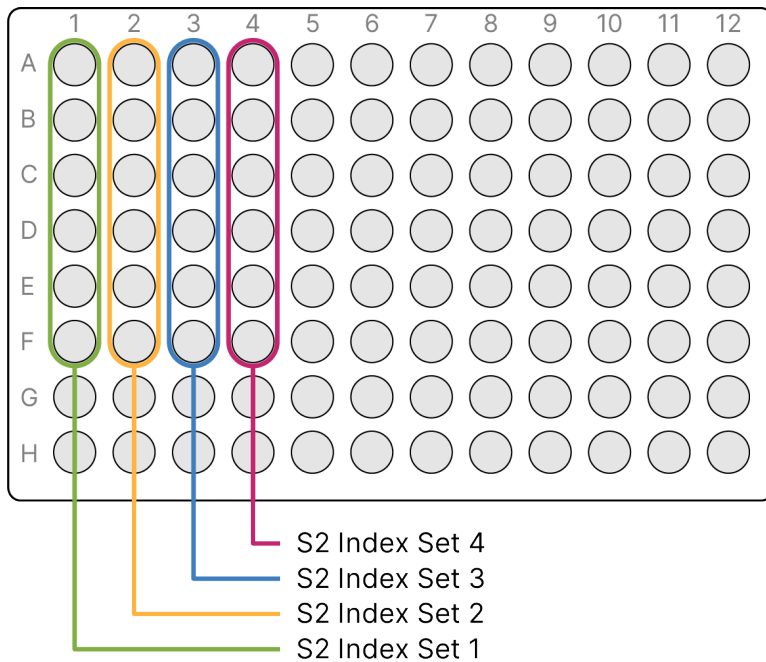 1 2 3 4 5 6 7 8 9 10 11 12
A
B
C
D
E
F
G
H
S2 Index Set 4
S2 Index Set 3
S2 Index Set 2
S2 Index Set 1